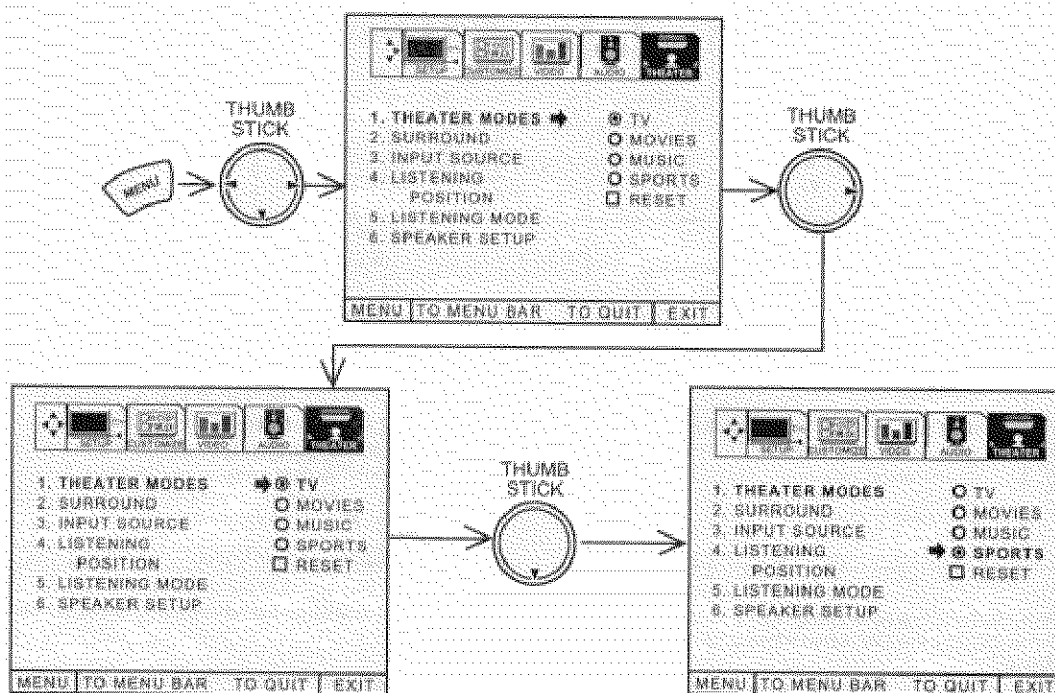 SETUP CUSTOMIZE VIDEO AUDIO THEATER
THUMB
STICK
MENU
1. THEATER MODES TV
2. SURROUND MOVIES
3. INPUT SOURCE MUSIC
4. LISTENING SPORTS
POSITION RESET
5. LISTENING MODE
6. SPEAKER SETUP
MENU TO MENU BAR TO QUIT EXIT
THUMB
STICK
SETUP CUSTOMIZE VIDEO AUDIO THEATER
1. THEATER MODES TV
2. SURROUND MOVIES
3. INPUT SOURCE MUSIC
4. LISTENING SPORTS
POSITION RESET
5. LISTENING MODE
6. SPEAKER SETUP
MENU TO MENU BAR TO QUIT EXIT
THUMB
STICK
SETUP CUSTOMIZE VIDEO AUDIO THEATER
1. THEATER MODES TV
2. SURROUND MOVIES
3. INPUT SOURCE MUSIC
4. LISTENING SPORTS
POSITION RESET
5. LISTENING MODE
6. SPEAKER SETUP
MENU TO MENU BAR TO QUIT EXIT